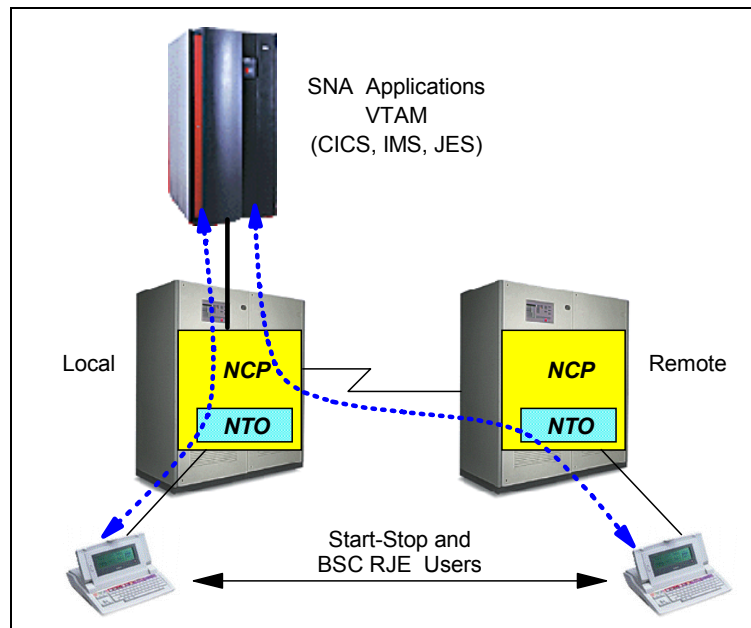 SNA Applications
VTAM
(CICS, IMS, JES)
Local
NCP
NTO
NCP
NTO
Remote
Start-Stop and
BSC RJE Users